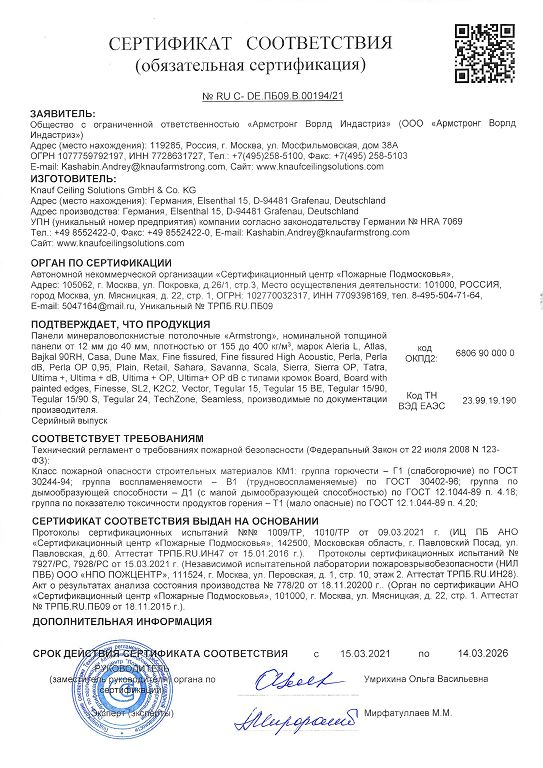 СЕРТИФИКАТ СООТВЕТСТВИЯ
(обязательная сертификация)
№ RU C- DE.ПБ09.В.00194/21
ЗАЯВИТЕЛЬ:
Общество с ограниченной ответственностью «Армстронг Ворлд Индастриз» (ООО «Армстронг Ворлд
Индастриз»)
Адрес (место нахождения): 119285, Россия, г. Москва, ул. Мосфильмовская, дом 38А
ОГРН 1077759792197, ИНН 7728631727, Тел.: +7(495)258-5100, Факс: +7(495) 258-5103
E-mail: Kashabin.Andrey@knaufarmstrong.com, Сайт: www.knaufceilingsolutions.com
ИЗГОТОВИТЕЛЬ:
Knauf Ceiling Solutions GmbH & Co. KG
Адрес (место нахождения): Германия, Elsenthal 15, D-94481 Grafenau, Deutschland
Адрес производства: Германия, Elsenthal 15, D-94481 Grafenau, Deutschland
УПН (уникальный номер предприятия) компании согласно законодательству Германии № HRA 7069
Тел.: +49 8552422-0, Факс: +49 8552422-0, E-mail: Kashabin.Andrey@knaufarmstrong.com
Сайт: www.knaufceilingsolutions.com
ОРГАН ПО СЕРТИФИКАЦИИ
Автономной некоммерческой организации «Сертификационный центр «Пожарные Подмосковья»,
Адрес: 105062, г. Москва, ул. Покровка, д.26/1, стр.3, Место осуществления деятельности: 101000, РОССИЯ,
город Москва, ул. Мясницкая, д. 22, стр. 1, ОГРН: 102770032317, ИНН 7709398169, тел. 8-495-504-71-64,
E-mail: 5047164@mail.ru, Уникальный № ТРПБ.RU.ПБ09
ПОДТВЕРЖДАЕТ, ЧТО ПРОДУКЦИЯ
Панели минераловолокнистые потолочные «Armstrong», номинальной толщиной
панели от 12 мм до 40 мм, плотностью от 155 до 400 кг/м³, марок Aleria L, Atlas,
Bajkal 90RH, Casa, Dune Max, Fine fissured, Fine fissured High Acoustic, Perla, Perla
dB, Perla OP 0,95, Plain, Retail, Sahara, Savanna, Scala, Sierra, Sierra OP, Tatra,
Ultima +, Ultima + dB, Ultima + OP, Ultima+ OP dB с типами кромок Board, Board with
painted edges, Finesse, SL2, K2C2, Vector, Tegular 15, Tegular 15 BE, Tegular 15/90,
Tegular 15/90 S, Tegular 24, TechZone, Seamless, производимые по документации
производителя.
Серийный выпуск
код
ОКПД2:
6806 90 000 0
Код ТН
ВЭД ЕАЭС
23.99.19.190
СООТВЕТСТВУЕТ ТРЕБОВАНИЯМ
Технический регламент о требованиях пожарной безопасности (Федеральный Закон от 22 июля 2008 N 123-
ФЗ):
Класс пожарной опасности строительных материалов КМ1: группа горючести – Г1 (слабогорючие) по ГОСТ
30244-94; группа воспламеняемости – В1 (трудновоспламеняемые) по ГОСТ 30402-96; группа по
дымообразующей способности – Д1 (с малой дымообразующей способностью) по ГОСТ 12.1044-89 п. 4.18;
группа по показателю токсичности продуктов горения – Т1 (мало опасные) по ГОСТ 12.1.044-89 п. 4.20;
СЕРТИФИКАТ СООТВЕТСТВИЯ ВЫДАН НА ОСНОВАНИИ
Протоколы сертификационных испытаний №№ 1009/ТР, 1010/ТР от 09.03.2021 г. (ИЦ ПБ АНО
«Сертификационный центр «Пожарные Подмосковья», 142500, Московская область, г. Павловский Посад, ул.
Павловская, д.60. Аттестат ТРПБ.RU.ИН47 от 15.01.2016 г.). Протоколы сертификационных испытаний №
7927/РС, 7928/РС от 15.03.2021 г. (Независимой испытательной лаборатории пожаровзрывобезопасности (НИЛ
ПВБ) ООО «НПО ПОЖЦЕНТР», 111524, г. Москва, ул. Перовская, д. 1, стр. 10, этаж 2. Аттестат ТРПБ.RU.ИН28).
Акт о результатах анализа состояния производства № 778/20 от 18.11.20200 г.. (Орган по сертификации АНО
«Сертификационный центр «Пожарные Подмосковья», 101000, г. Москва, ул. Мясницкая, д. 22, стр. 1. Аттестат
№ ТРПБ.RU.ПБ09 от 18.11.2015 г.).
ДОПОЛНИТЕЛЬНАЯ ИНФОРМАЦИЯ
СРОК ДЕЙСТВИЯ СЕРТИФИКАТА СООТВЕТСТВИЯ с 15.03.2021 по 14.03.2026
РУКОВОДИТЕЛЬ
(заместитель руководителя) органа по
сертификации
Умрихина Ольга Васильевна
Эксперт (эксперты)
Мирфатуллаев М.М.